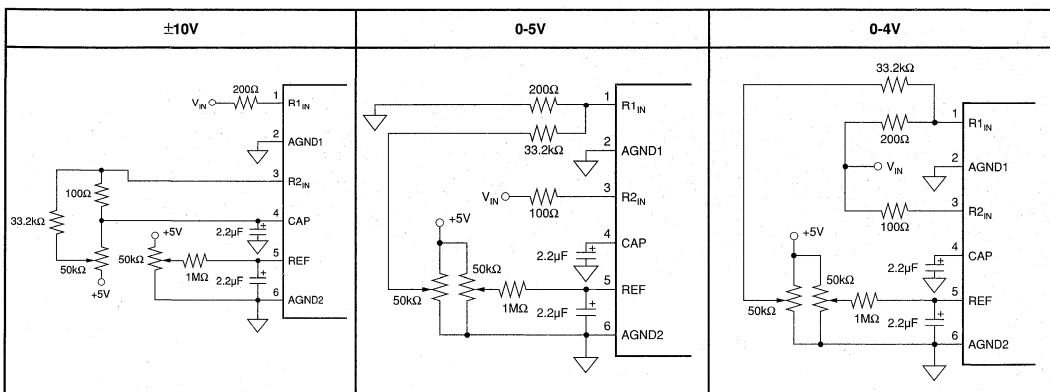 ±10V
200Ω
V_IN
1
R1_IN
2
AGND1
3
R2_IN
100Ω
33.2kΩ
4
CAP
+
2.2µF
50kΩ
+5V
+5V
50kΩ
1MΩ
5
REF
+
2.2µF
6
AGND2
0-5V
200Ω
1
R1_IN
33.2kΩ
2
AGND1
V_IN
3
R2_IN
100Ω
+5V
4
CAP
+
2.2µF
50kΩ
50kΩ
5
REF
1MΩ
+
2.2µF
6
AGND2
0-4V
33.2kΩ
1
R1_IN
200Ω
V_IN
2
AGND1
3
R2_IN
100Ω
+5V
4
CAP
+
2.2µF
50kΩ
50kΩ
5
REF
1MΩ
+
2.2µF
6
AGND2